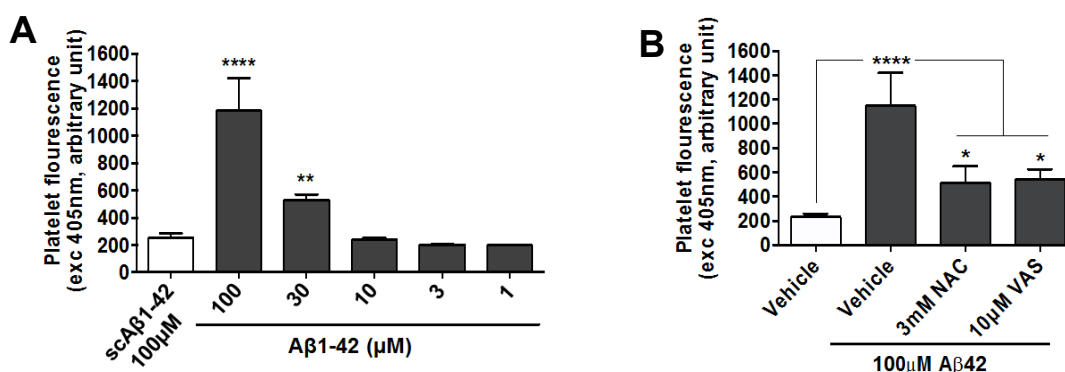 A
Platelet flourescence
(exc 405nm, arbitrary unit)
1600
1400
1200
1000
800
600
400
200
0
****
**
scAβ1-42
100µM
100
30
10
3
1
Aβ1-42 (µM)
B
Platelet flourescence
(exc 405nm, arbitrary unit)
1600
1400
1200
1000
800
600
400
200
0
****
*
*
Vehicle
Vehicle
3mM NAC
10µM VAS
100µM Aβ42